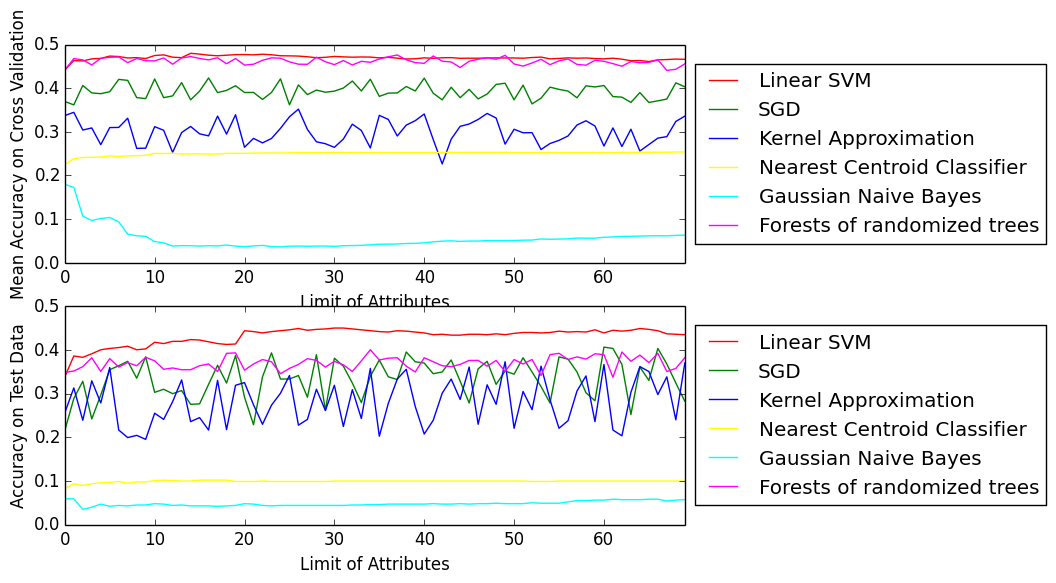 Mean Accuracy on Cross Validation
0.5
0.4
0.3
0.2
0.1
0.0
0 10 20 30 40 50 60
Limit of Attributes
Linear SVM
SGD
Kernel Approximation
Nearest Centroid Classifier
Gaussian Naive Bayes
Forests of randomized trees
Accuracy on Test Data
0.5
0.4
0.3
0.2
0.1
0.0
0 10 20 30 40 50 60
Limit of Attributes
Linear SVM
SGD
Kernel Approximation
Nearest Centroid Classifier
Gaussian Naive Bayes
Forests of randomized trees